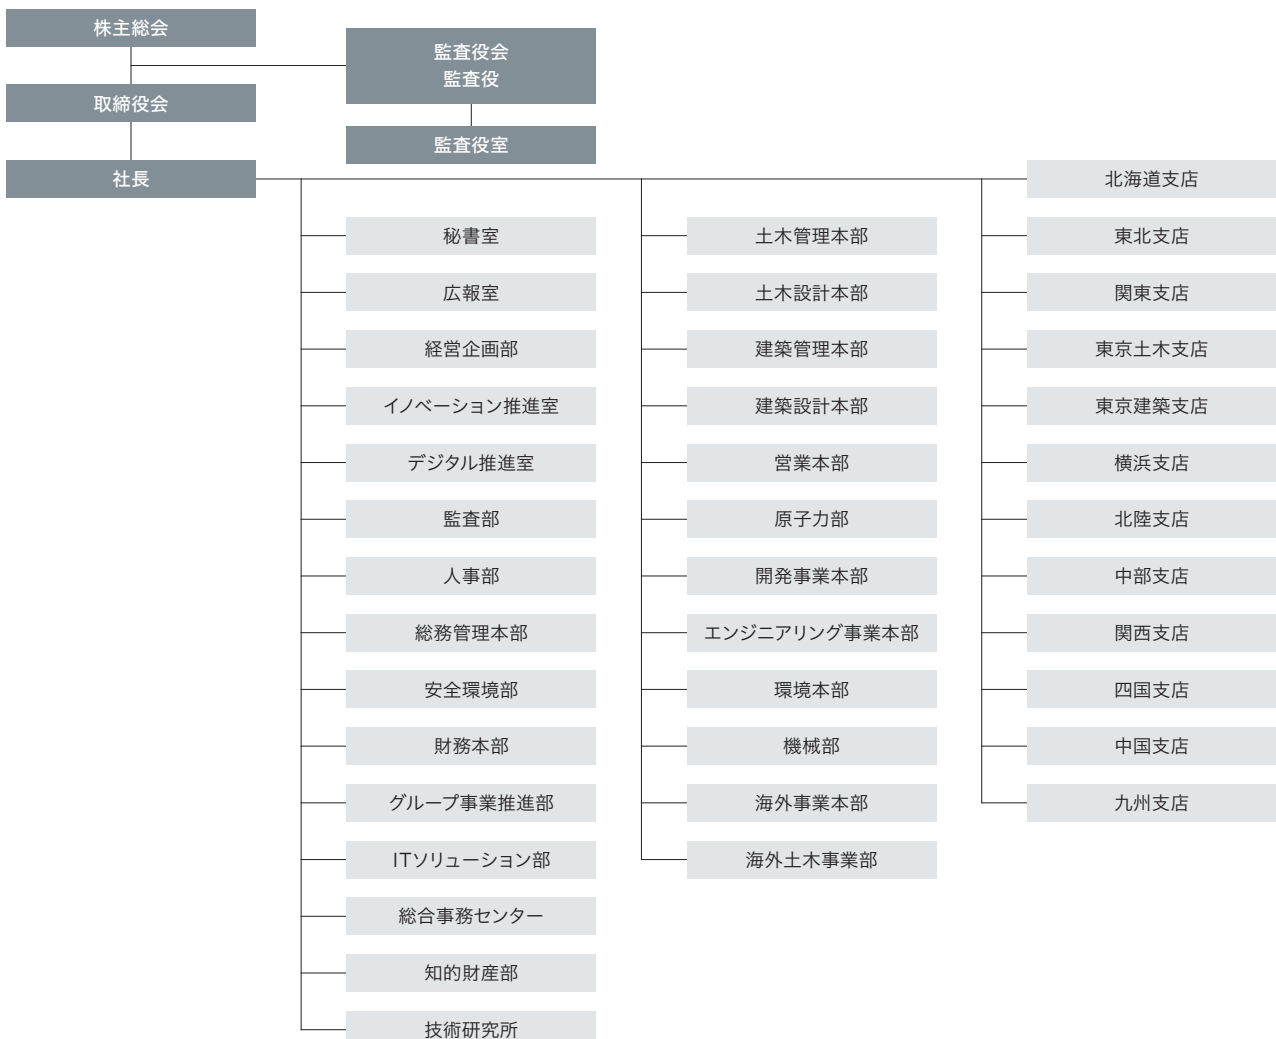 株主総会
監査役会
監査役
取締役会
監査役室
社長
秘書室
広報室
経営企画部
イノベーション推進室
デジタル推進室
監査部
人事部
総務管理本部
安全環境部
財務本部
グループ事業推進部
ITソリューション部
総合事務センター
知的財産部
技術研究所
土木管理本部
土木設計本部
建築管理本部
建築設計本部
営業本部
原子力部
開発事業本部
エンジニアリング事業本部
環境本部
機械部
海外事業本部
海外土木事業部
北海道支店
東北支店
関東支店
東京土木支店
東京建築支店
横浜支店
北陸支店
中部支店
関西支店
四国支店
中国支店
九州支店